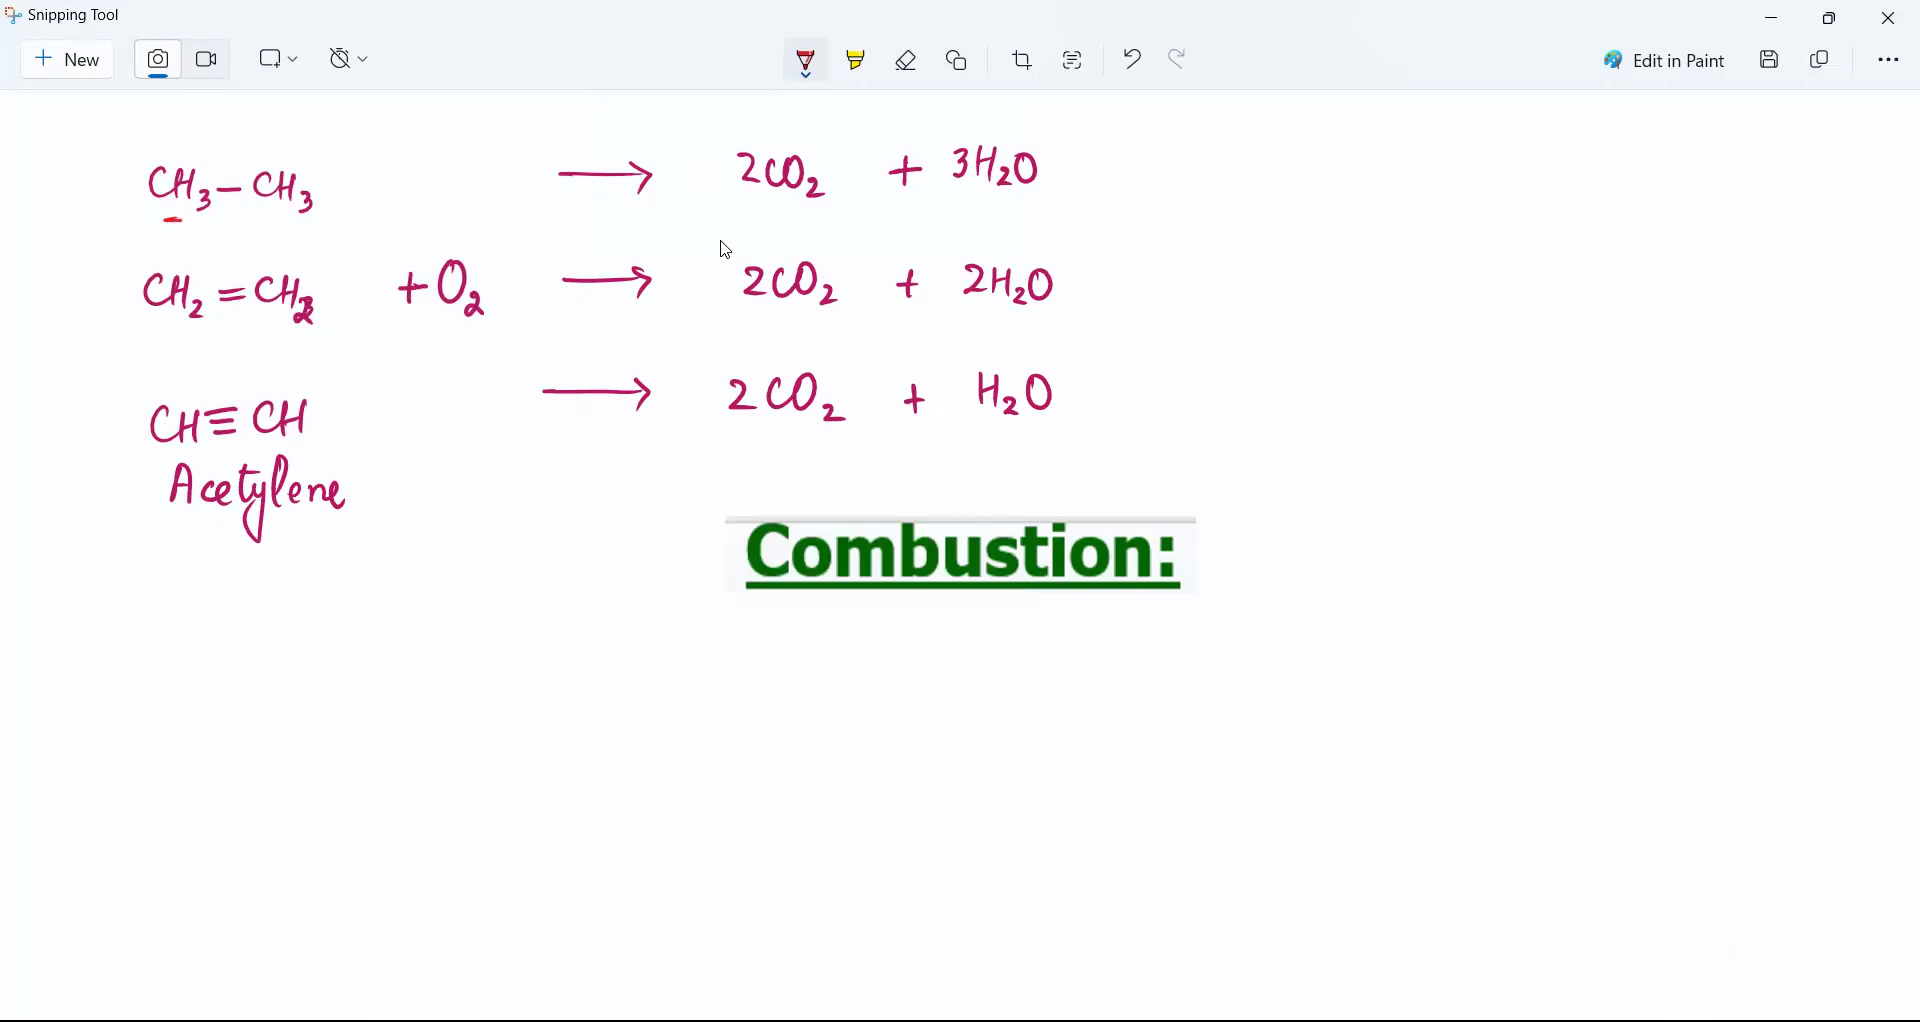 Snipping Tool
New
Edit in Paint
CH₃–CH₃ → 2CO₂ + 3H₂O
CH₂=CH₂ +O₂ → 2CO₂ + 2H₂O
CH≡CH → 2CO₂ + H₂O
Acetylene
Combustion: